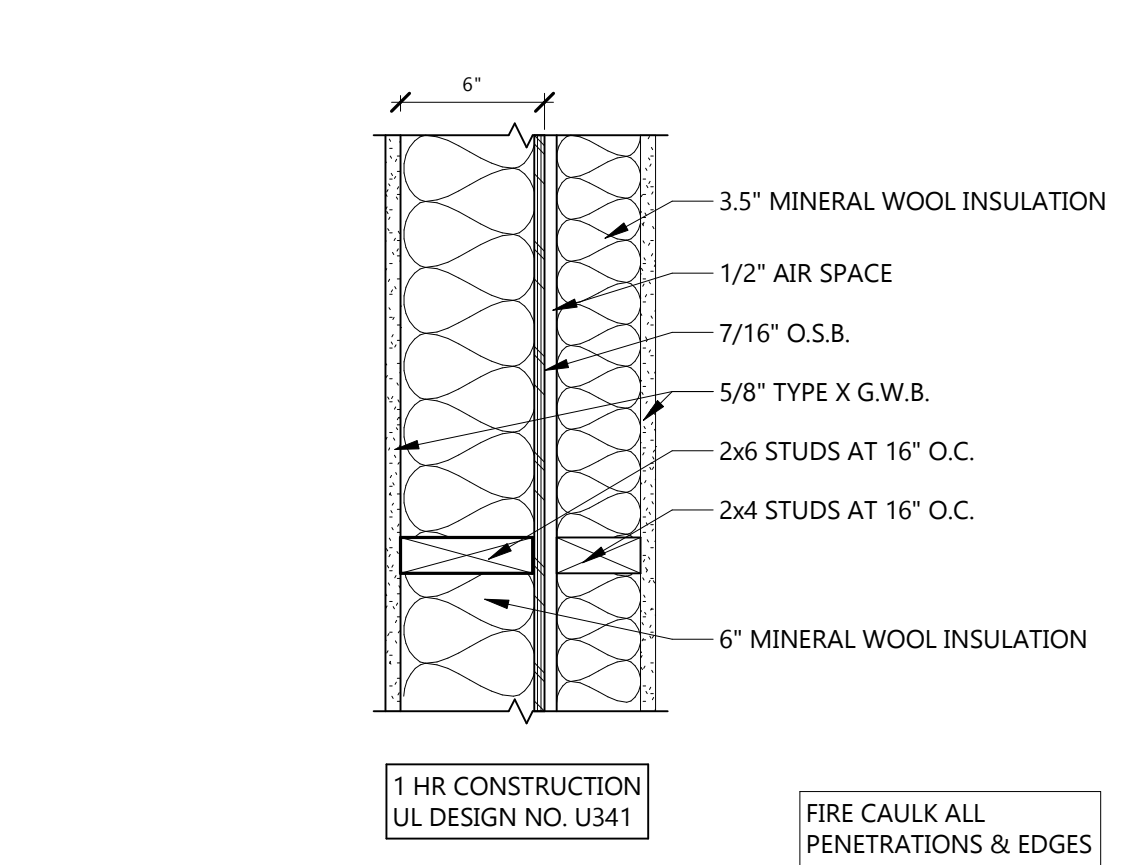 6"
3.5" MINERAL WOOL INSULATION
1/2" AIR SPACE
7/16" O.S.B.
5/8" TYPE X G.W.B.
2x6 STUDS AT 16" O.C.
2x4 STUDS AT 16" O.C.
6" MINERAL WOOL INSULATION
1 HR CONSTRUCTION
UL DESIGN NO. U341
FIRE CAULK ALL
PENETRATIONS & EDGES